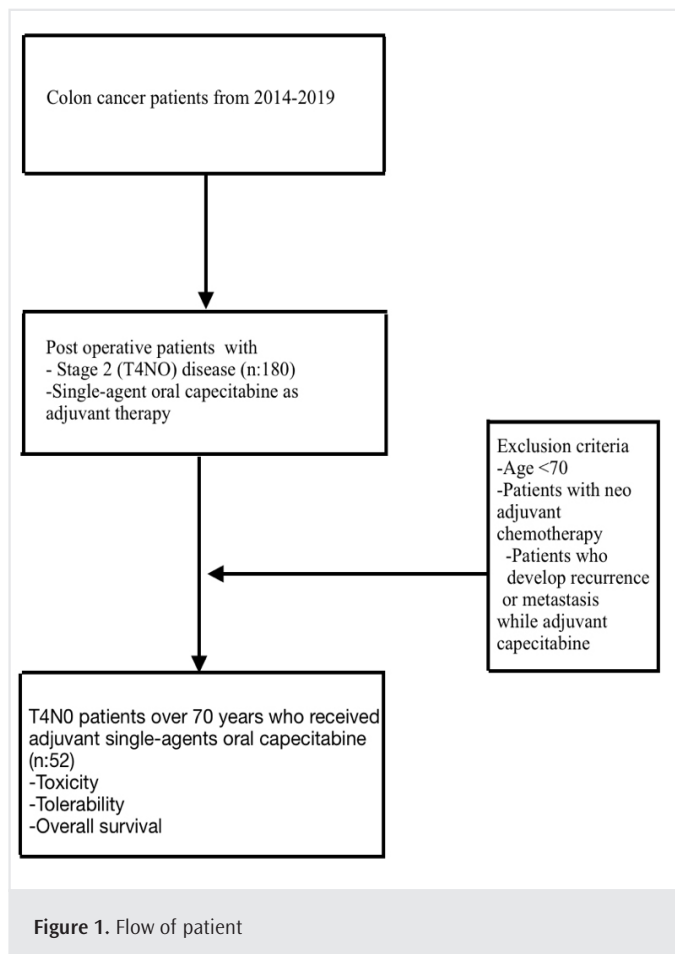 Colon cancer patients from 2014-2019
Post operative patients with
- Stage 2 (T4NO) disease (n:180)
-Single-agent oral capecitabine as
adjuvant therapy
Exclusion criteria
-Age <70
-Patients with neo
adjuvant
chemotherapy
-Patients who
develop recurrence
or metastasis
while adjuvant
capecitabine
T4N0 patients over 70 years who received
adjuvant single-agents oral capecitabine
(n:52)
-Toxicity
-Tolerability
-Overall survival
Figure 1. Flow of patient